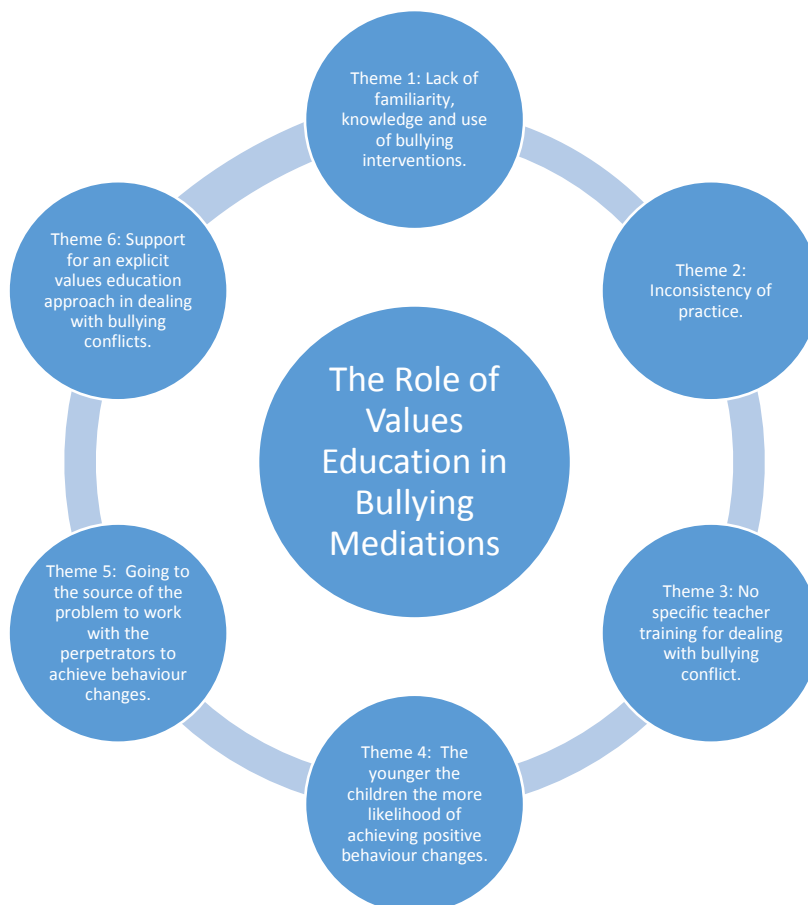 Theme 1: Lack of
familiarity,
knowledge and use
of bullying
interventions.
Theme 2:
Inconsistency of
practice.
Theme 3: No
specific teacher
training for dealing
with bullying
conflict.
Theme 4:  The
younger the
children the more
likelihood of
achieving positive
behaviour changes.
Theme 5:  Going to
the source of the
problem to work
with the
perpetrators to
achieve behaviour
changes.
Theme 6: Support
for an explicit
values education
approach in dealing
with bullying
conflicts.
The Role of
Values
Education in
Bullying
Mediations